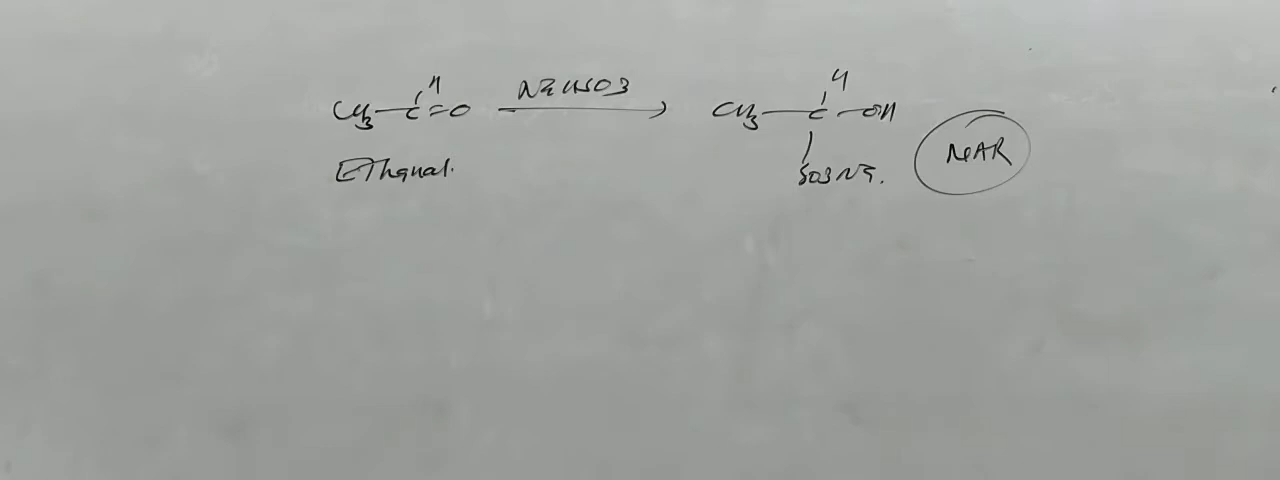 H NaHSO3 H
CH3—C=O ⟶ CH3—C—OH
Ethanal. SO3Na. NAR